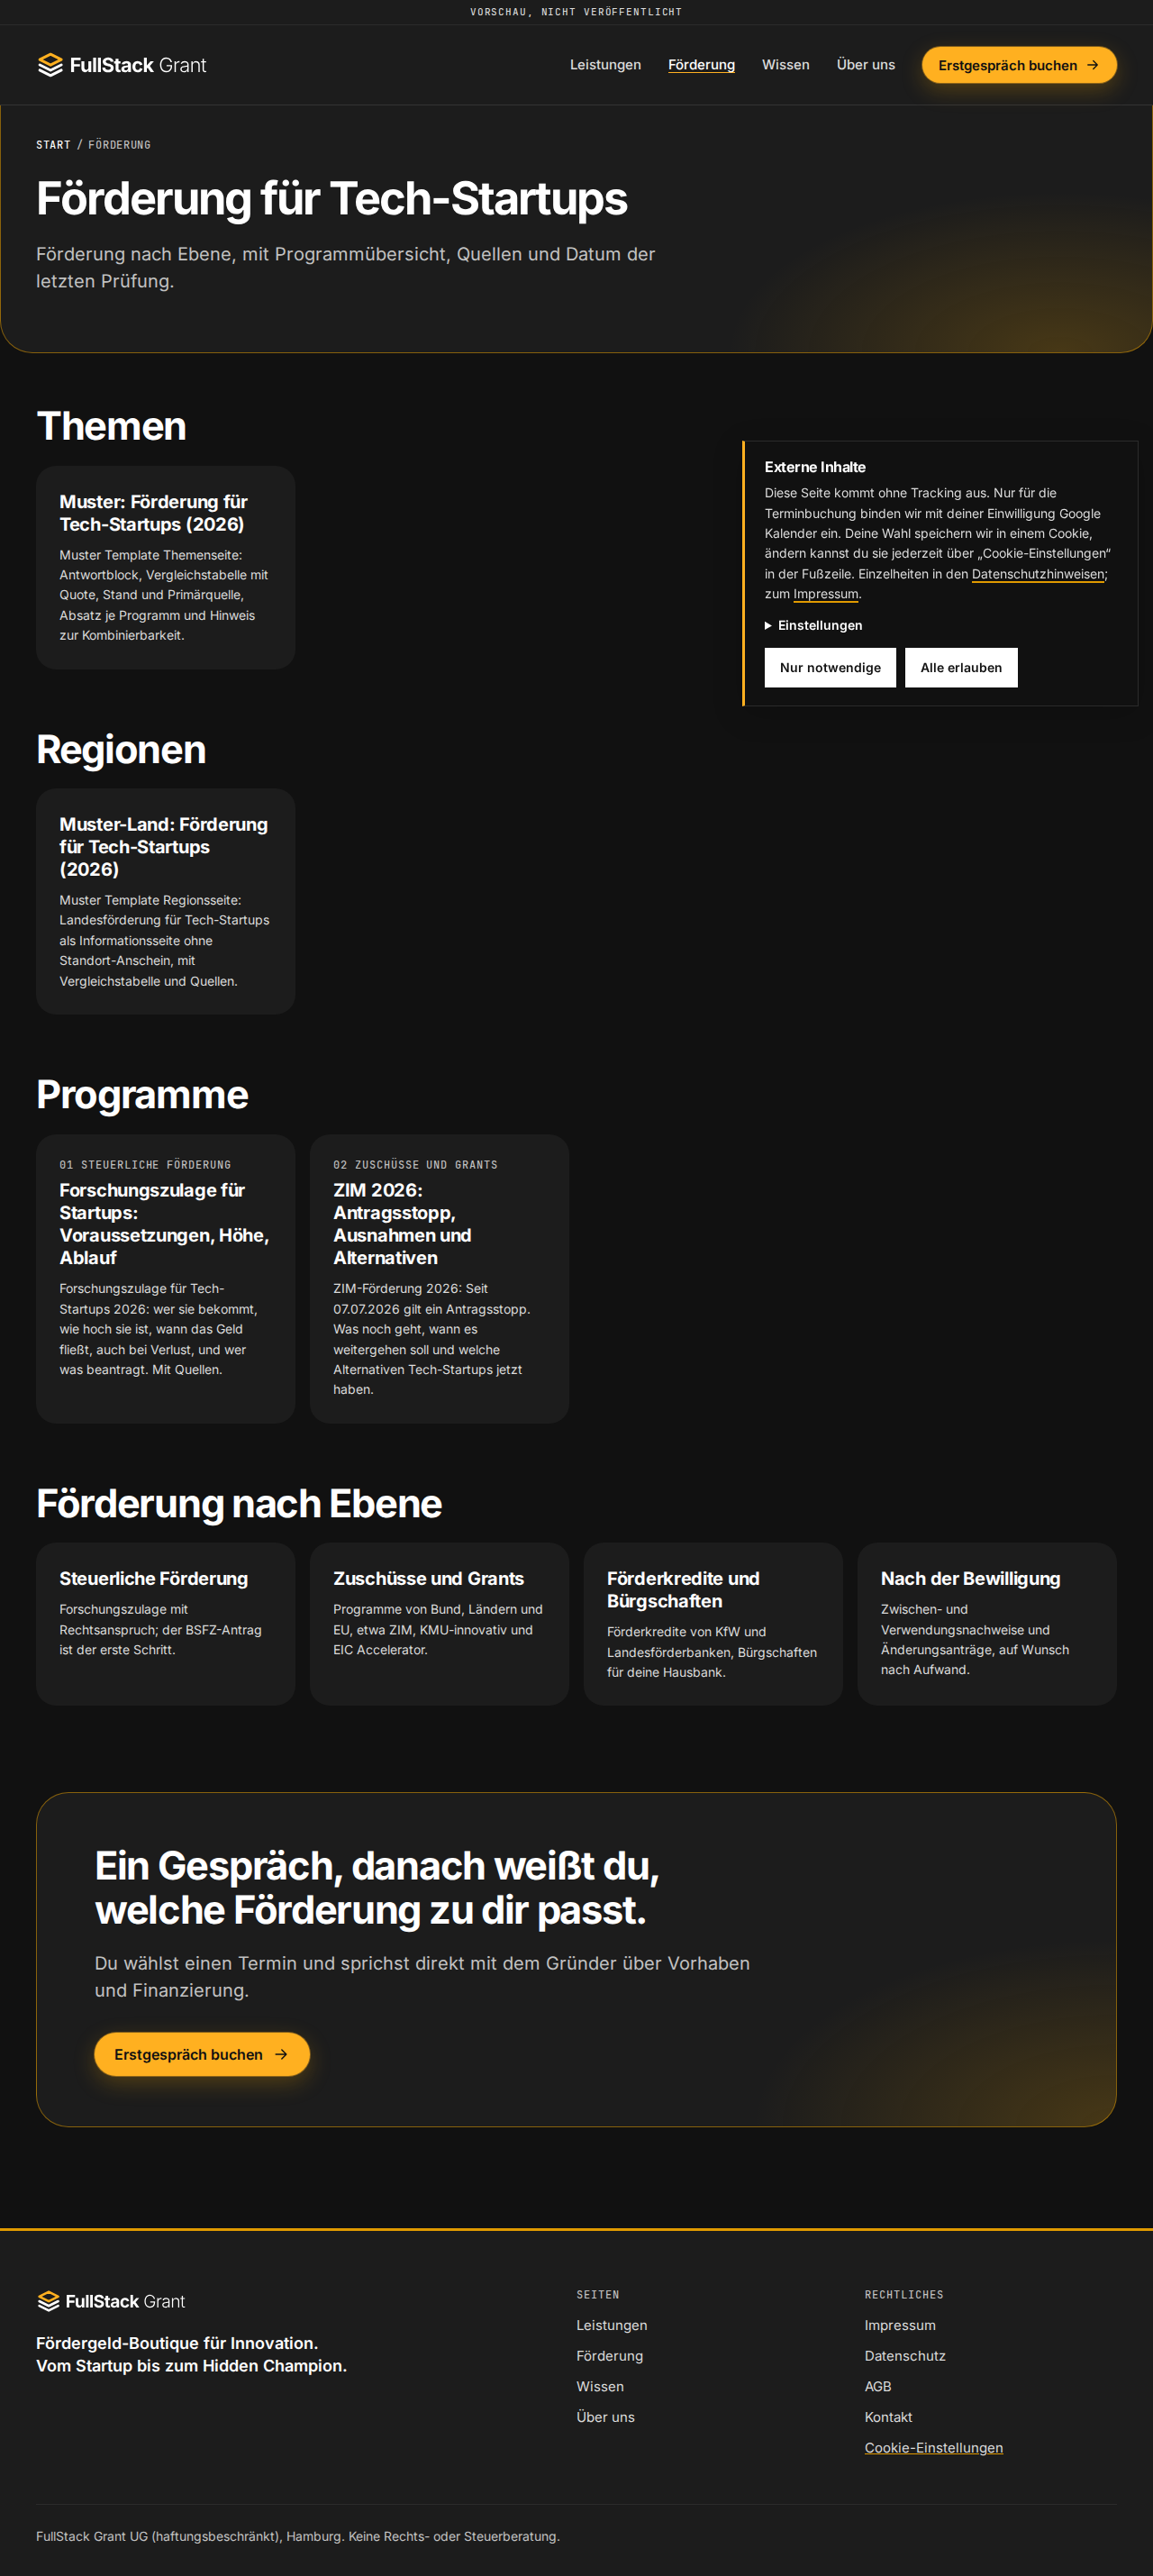 VORSCHAU, NICHT VERÖFFENTLICHT
FullStack Grant
Leistungen Förderung Wissen Über uns Erstgespräch buchen →
START / FÖRDERUNG
Förderung für Tech-Startups
Förderung nach Ebene, mit Programmübersicht, Quellen und Datum der
letzten Prüfung.
Themen
Muster: Förderung für
Tech-Startups (2026)
Muster Template Themenseite:
Antwortblock, Vergleichstabelle mit
Quote, Stand und Primärquelle,
Absatz je Programm und Hinweis
zur Kombinierbarkeit.
Externe Inhalte
Diese Seite kommt ohne Tracking aus. Nur für die
Terminbuchung binden wir mit deiner Einwilligung Google
Kalender ein. Deine Wahl speichern wir in einem Cookie,
ändern kannst du sie jederzeit über „Cookie-Einstellungen“
in der Fußzeile. Einzelheiten in den Datenschutzhinweisen;
zum Impressum.
▶ Einstellungen
Nur notwendige Alle erlauben
Regionen
Muster-Land: Förderung
für Tech-Startups
(2026)
Muster Template Regionsseite:
Landesförderung für Tech-Startups
als Informationsseite ohne
Standort-Anschein, mit
Vergleichstabelle und Quellen.
Programme
01 STEUERLICHE FÖRDERUNG
Forschungszulage für
Startups:
Voraussetzungen, Höhe,
Ablauf
Forschungszulage für Tech-
Startups 2026: wer sie bekommt,
wie hoch sie ist, wann das Geld
fließt, auch bei Verlust, und wer
was beantragt. Mit Quellen.
02 ZUSCHÜSSE UND GRANTS
ZIM 2026:
Antragsstopp,
Ausnahmen und
Alternativen
ZIM-Förderung 2026: Seit
07.07.2026 gilt ein Antragsstopp.
Was noch geht, wann es
weitergehen soll und welche
Alternativen Tech-Startups jetzt
haben.
Förderung nach Ebene
Steuerliche Förderung
Forschungszulage mit
Rechtsanspruch; der BSFZ-Antrag
ist der erste Schritt.
Zuschüsse und Grants
Programme von Bund, Ländern und
EU, etwa ZIM, KMU-innovativ und
EIC Accelerator.
Förderkredite und
Bürgschaften
Förderkredite von KfW und
Landesförderbanken, Bürgschaften
für deine Hausbank.
Nach der Bewilligung
Zwischen- und
Verwendungsnachweise und
Änderungsanträge, auf Wunsch
nach Aufwand.
Ein Gespräch, danach weißt du,
welche Förderung zu dir passt.
Du wählst einen Termin und sprichst direkt mit dem Gründer über Vorhaben
und Finanzierung.
Erstgespräch buchen →
FullStack Grant
Fördergeld-Boutique für Innovation.
Vom Startup bis zum Hidden Champion.
SEITEN
Leistungen
Förderung
Wissen
Über uns
RECHTLICHES
Impressum
Datenschutz
AGB
Kontakt
Cookie-Einstellungen
FullStack Grant UG (haftungsbeschränkt), Hamburg. Keine Rechts- oder Steuerberatung.